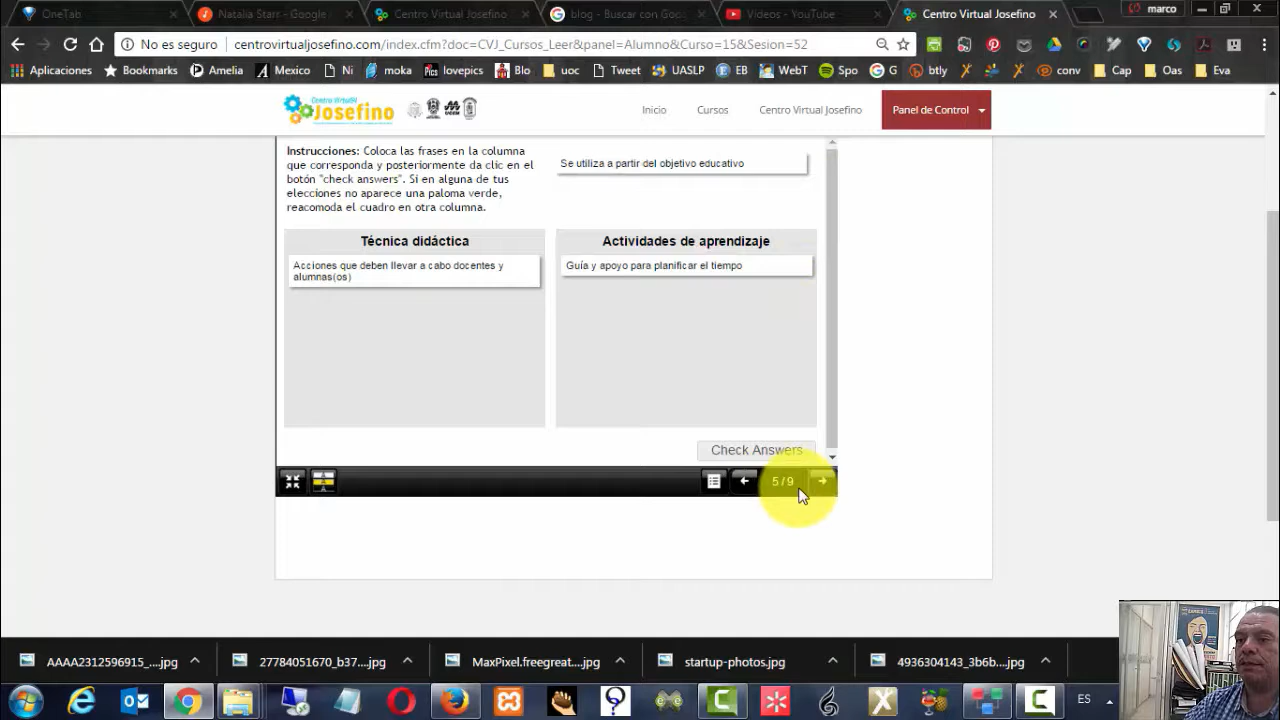 OneTab
Natalia Starr - Google
Centro Virtual Josefino
blog - Buscar con Goo
Videos - YouTube
Centro Virtual Josefino
marco
No es seguro
centrovirtualjosefino.com/index.cfm?doc=CVJ_Cursos_Leer&panel=Alumno&Curso=15&Sesion=52
Aplicaciones
Bookmarks
Amelia
Mexico
Ni
moka
lovepics
Blo
uoc
Tweet
UASLP
EB
WebT
Spo
G
btly
conv
Cap
Oas
Eva
Centro Virtual
Josefino
Inicio
Cursos
Centro Virtual Josefino
Panel de Control
Instrucciones: Coloca las frases en la columna
que corresponda y posteriormente da clic en el
botón "check answers". Si en alguna de tus
elecciones no aparece una paloma verde,
reacomoda el cuadro en otra columna.
Se utiliza a partir del objetivo educativo
Técnica didáctica
Acciones que deben llevar a cabo docentes y
alumnas(os)
Actividades de aprendizaje
Guía y apoyo para planificar el tiempo
Check Answers
5 / 9
AAAA2312596915_....jpg
27784051670_b37....jpg
MaxPixel.freegreat....jpg
startup-photos.jpg
4936304143_3b6b....jpg
ES